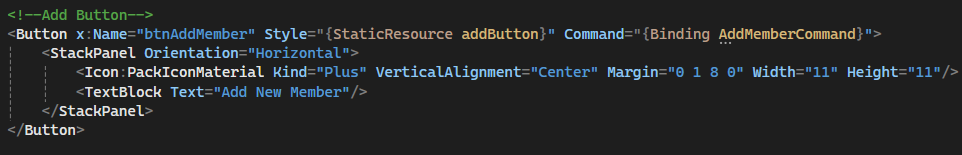 <!--Add Button-->
<Button x:Name="btnAddMember" Style="{StaticResource addButton}" Command="{Binding AddMemberCommand}">
<StackPanel Orientation="Horizontal">
<Icon:PackIconMaterial Kind="Plus" VerticalAlignment="Center" Margin="0 1 8 0" Width="11" Height="11"/>
<TextBlock Text="Add New Member"/>
</StackPanel>
</Button>